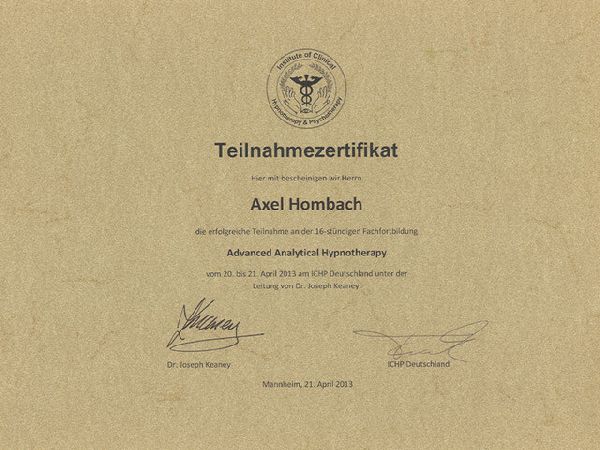 Institute of Clinical
Hypnotherapy & Psychotherapy
Teilnahmezertifikat
Hier mit bescheinigen wir Herrn
Axel Hombach
die erfolgreiche Teilnahme an der 16-stündiger Fachfortbildung
Advanced Analytical Hypnotherapy
vom 20. bis 21. April 2013 am ICHP Deutschland unter der
Leitung von Dr. Joseph Keaney
Dr. Joseph Keaney
ICHP Deutschland
Mannheim, 21. April 2013